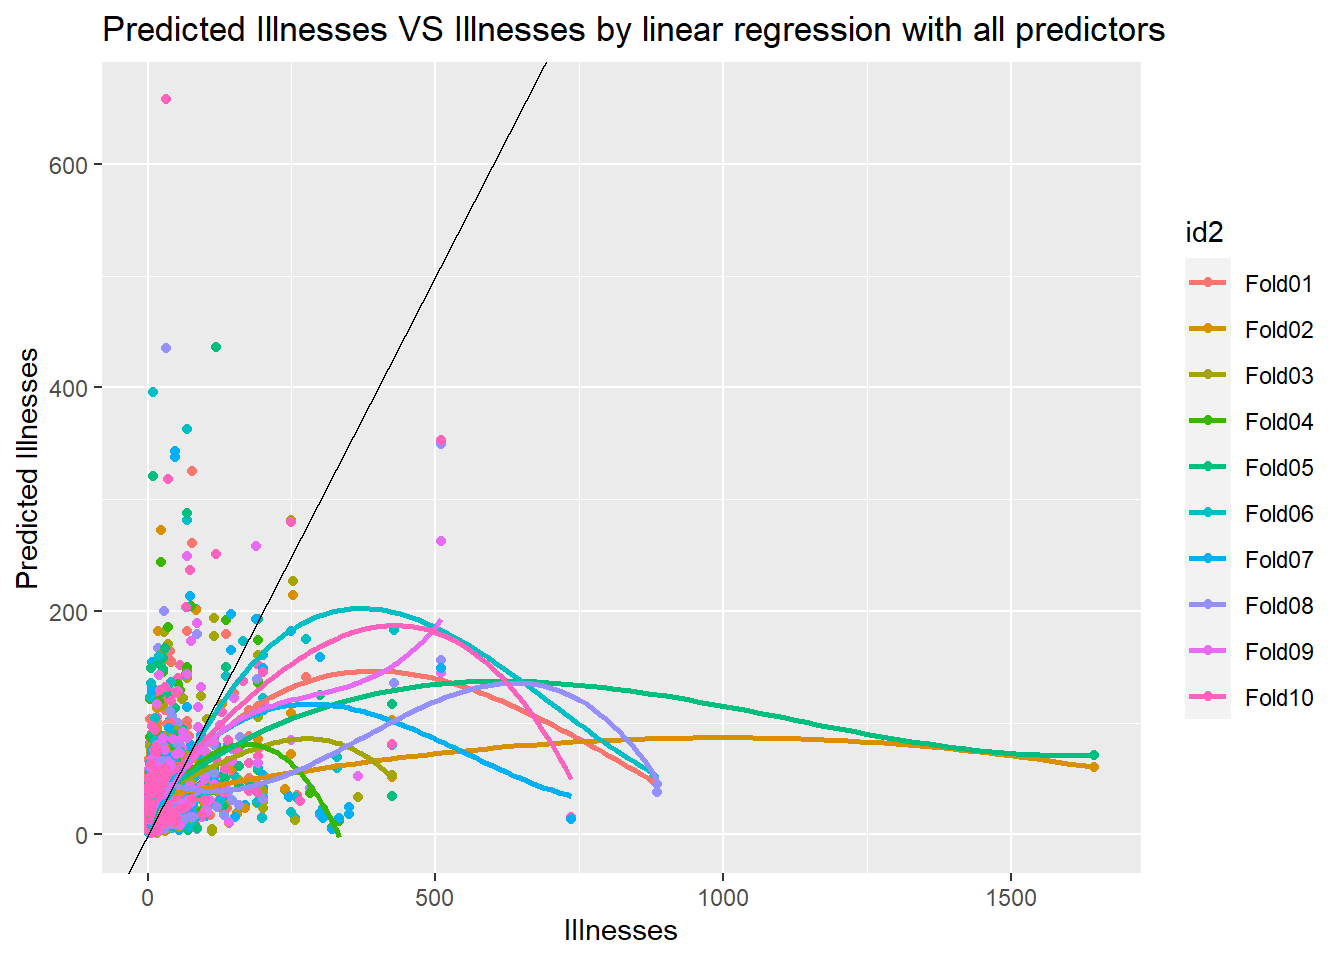 Predicted Illnesses VS Illnesses by linear regression with all predictors
600
400
200
0
Predicted Illnesses
0
500
1000
1500
Illnesses
id2
Fold01
Fold02
Fold03
Fold04
Fold05
Fold06
Fold07
Fold08
Fold09
Fold10